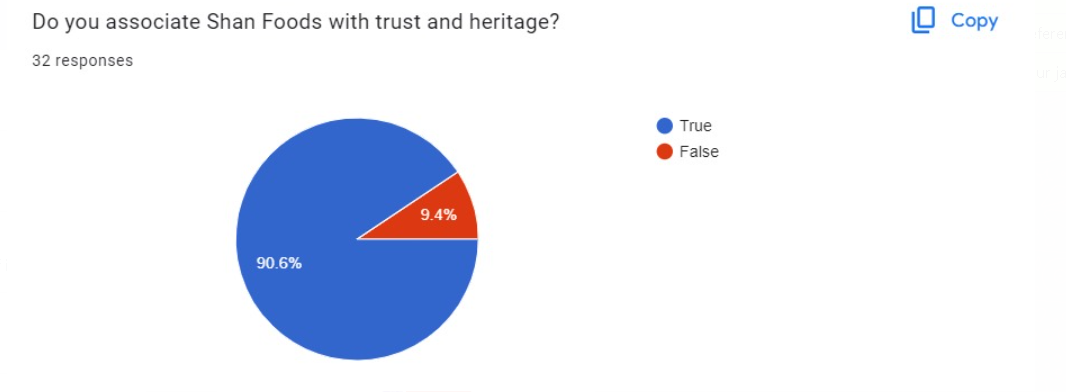 Do you associate Shan Foods with trust and heritage?
Copy
32 responses
True
False
9.4%
90.6%